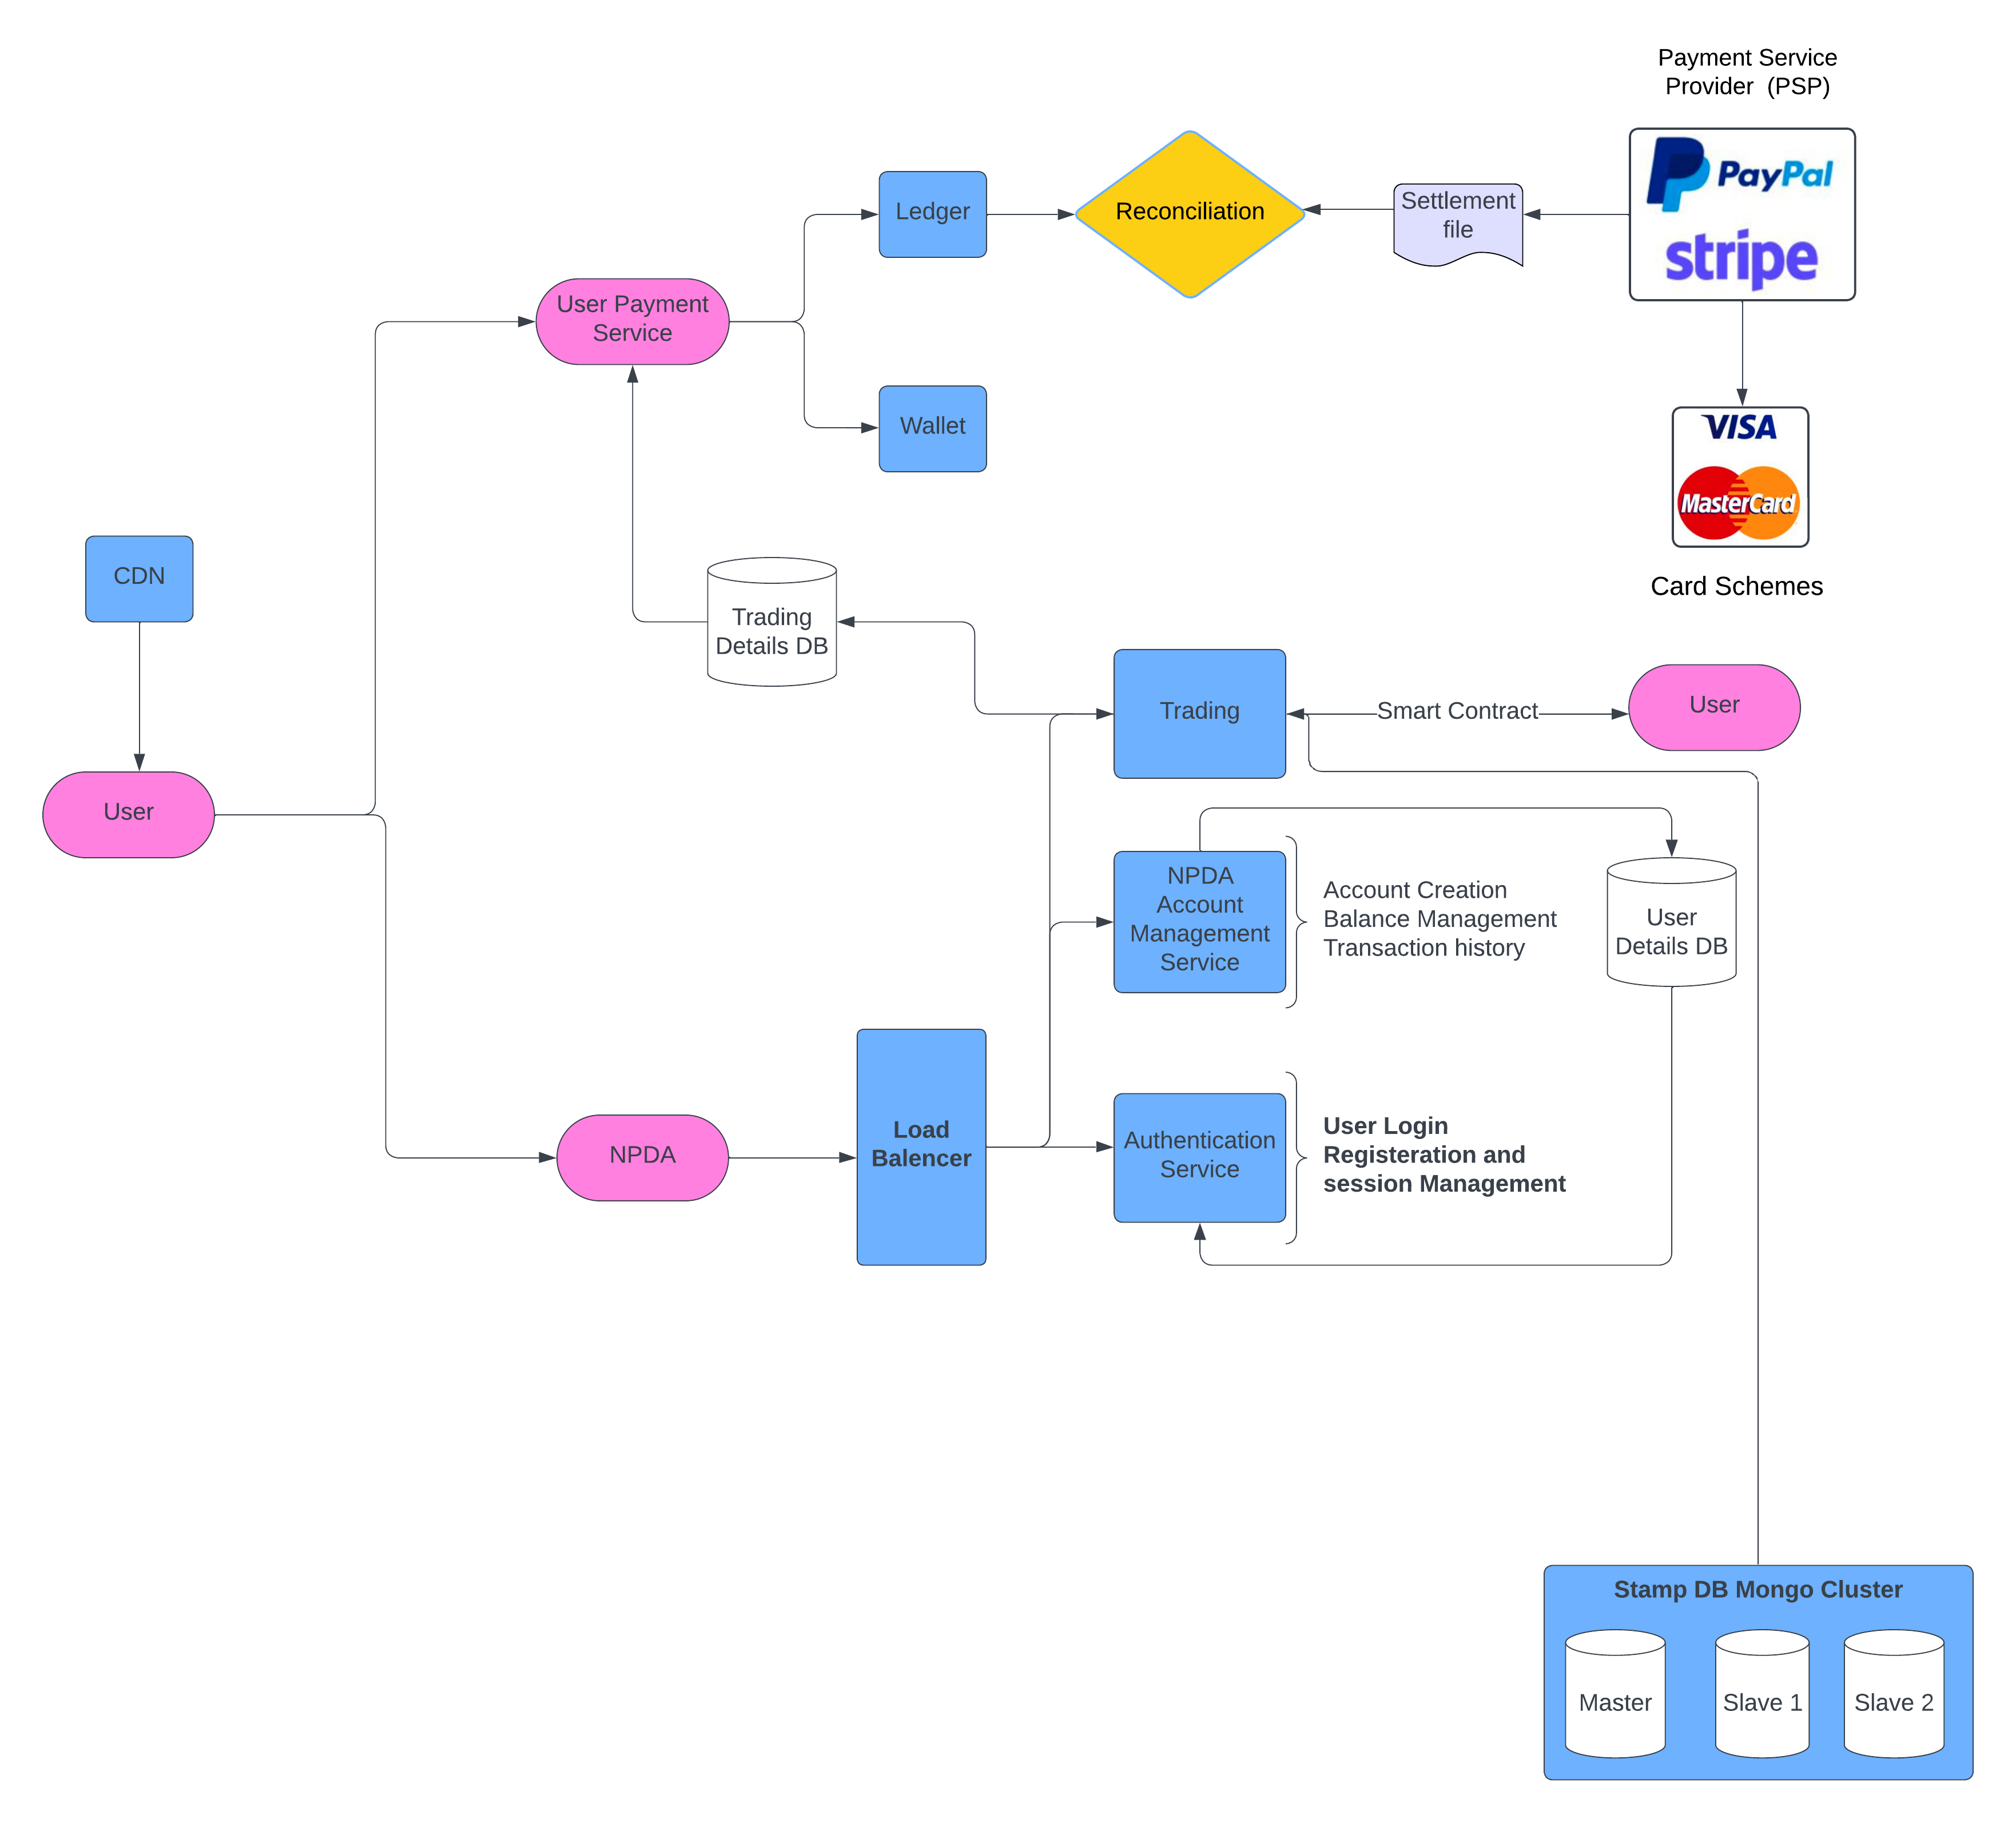 Payment Service
Provider  (PSP)
PayPal
stripe
Ledger
Reconciliation
Settlement
file
User Payment
Service
Wallet
VISA
MasterCard
Card Schemes
CDN
Trading
Details DB
Trading
Smart Contract
User
User
NPDA
Account
Management
Service
Account Creation
Balance Management
Transaction history
User
Details DB
Load
Balencer
NPDA
Authentication
Service
User Login
Registeration and
session Management
Stamp DB Mongo Cluster
Master
Slave 1
Slave 2